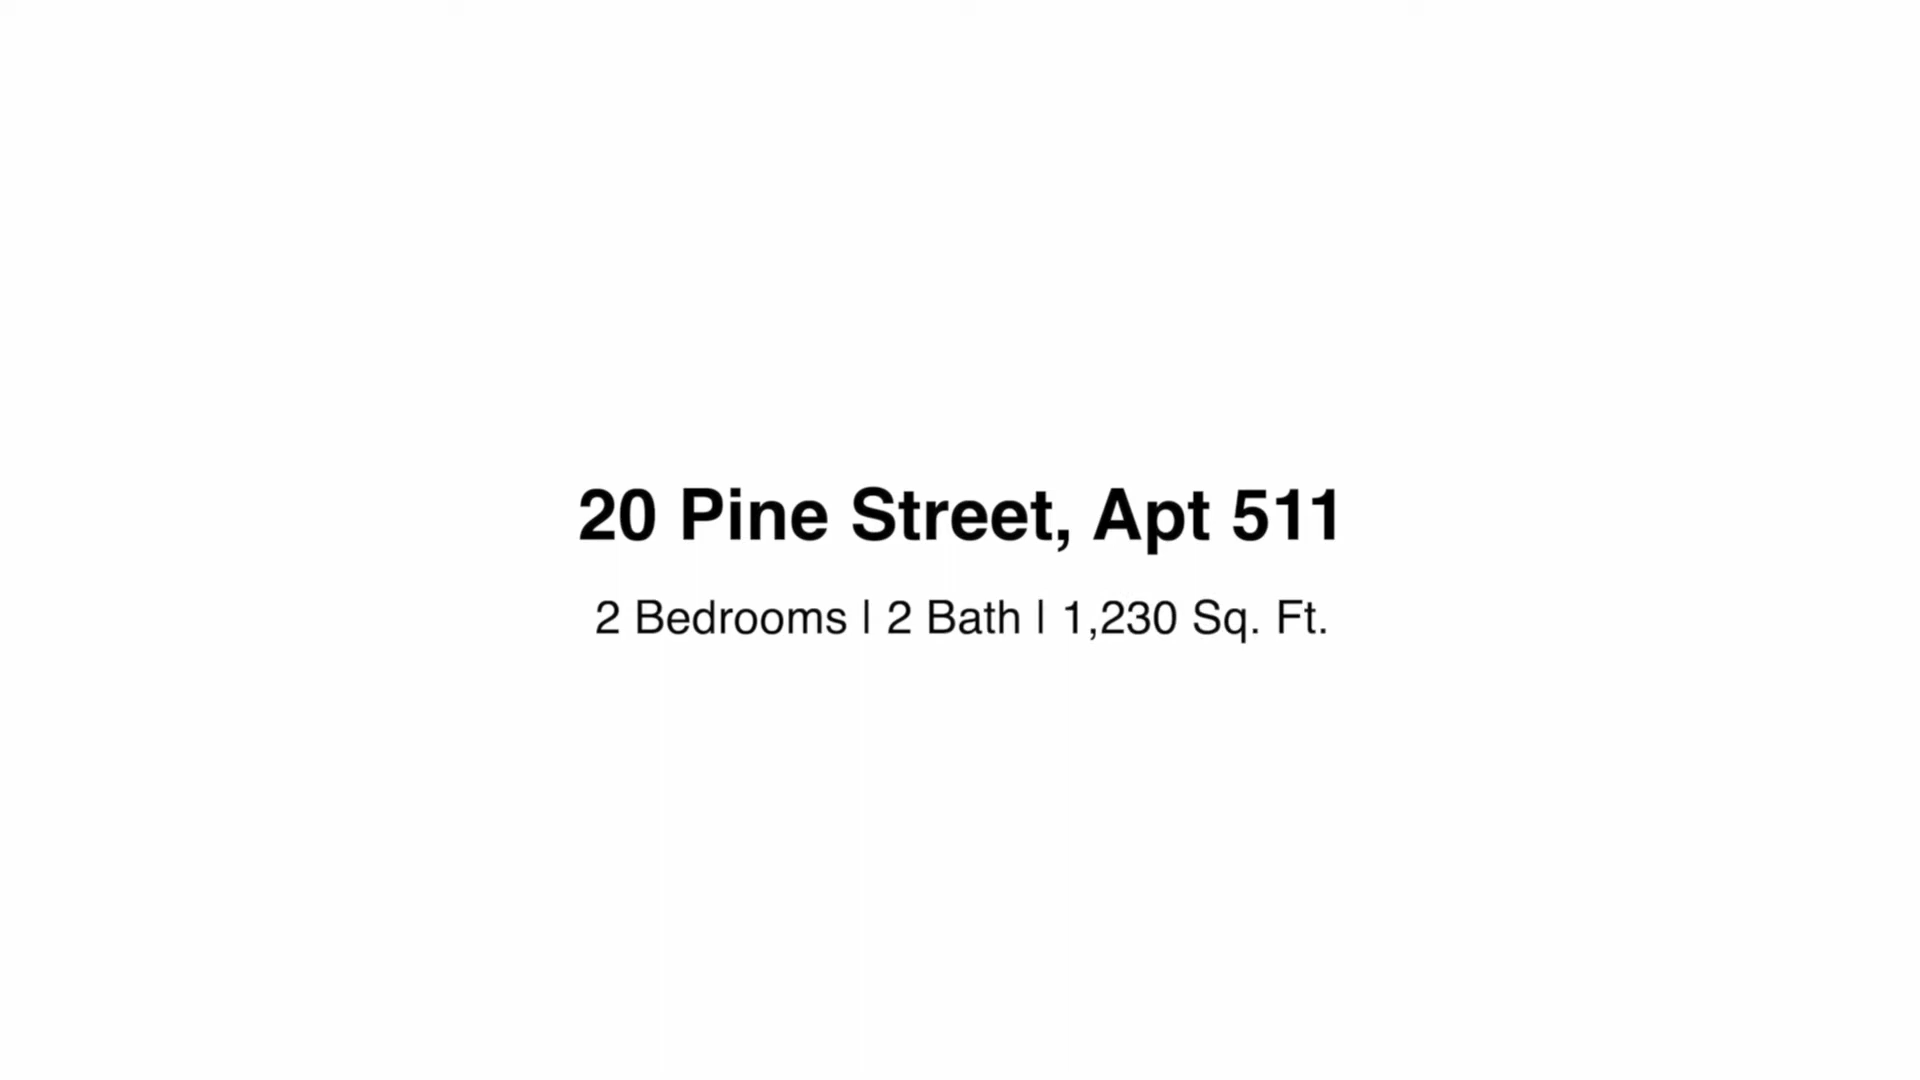 20 Pine Street, Apt 511
2 Bedrooms | 2 Bath | 1,230 Sq. Ft.